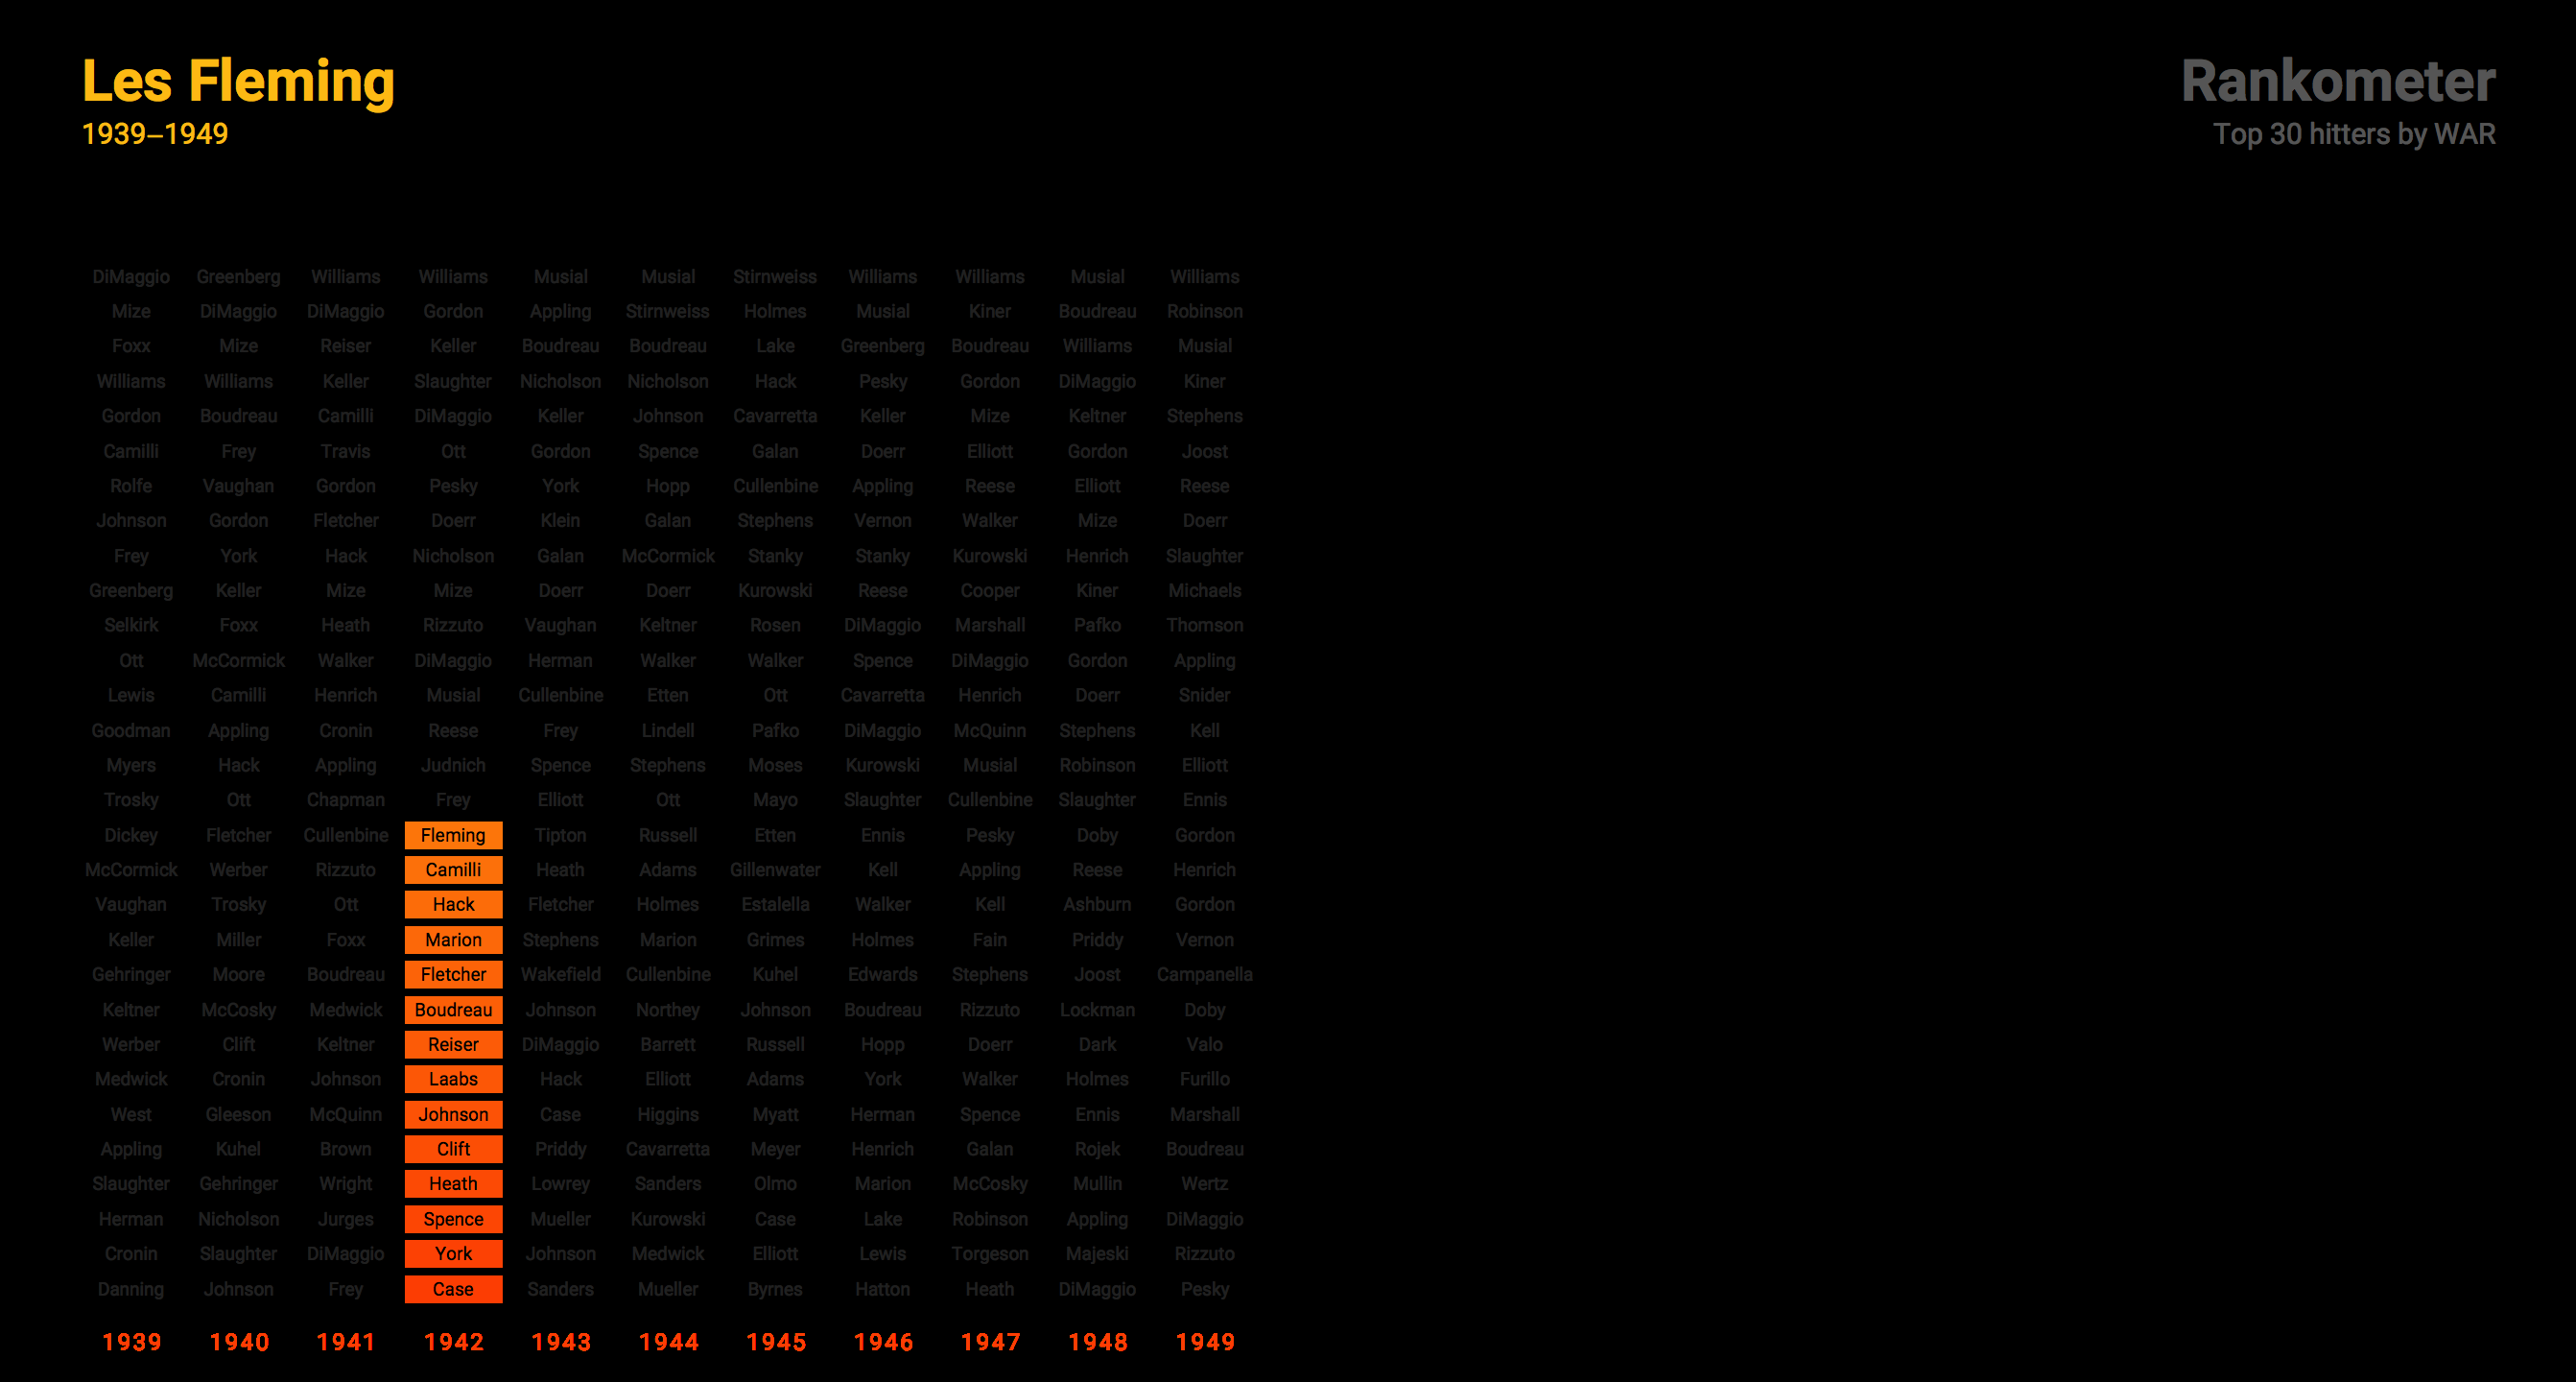 Les Fleming
1939–1949
Rankometer
Top 30 hitters by WAR
DiMaggio Greenberg Williams Williams Musial Musial Stirnweiss Williams Williams Musial Williams
Mize DiMaggio DiMaggio Gordon Appling Stirnweiss Holmes Musial Kiner Boudreau Robinson
Foxx Mize Reiser Keller Boudreau Boudreau Lake Greenberg Boudreau Williams Musial
Williams Williams Keller Slaughter Nicholson Nicholson Hack Pesky Gordon DiMaggio Kiner
Gordon Boudreau Camilli DiMaggio Keller Johnson Cavarretta Keller Mize Keltner Stephens
Camilli Frey Travis Ott Gordon Spence Galan Doerr Elliott Gordon Joost
Rolfe Vaughan Gordon Pesky York Hopp Cullenbine Appling Reese Elliott Reese
Johnson Gordon Fletcher Doerr Klein Galan Stephens Vernon Walker Mize Doerr
Frey York Hack Nicholson Galan McCormick Stanky Stanky Kurowski Henrich Slaughter
Greenberg Keller Mize Mize Doerr Doerr Kurowski Reese Cooper Kiner Michaels
Selkirk Foxx Heath Rizzuto Vaughan Keltner Rosen DiMaggio Marshall Pafko Thomson
Ott McCormick Walker DiMaggio Herman Walker Walker Spence DiMaggio Gordon Appling
Lewis Camilli Henrich Musial Cullenbine Etten Ott Cavarretta Henrich Doerr Snider
Goodman Appling Cronin Reese Frey Lindell Pafko DiMaggio McQuinn Stephens Kell
Myers Hack Appling Judnich Spence Stephens Moses Kurowski Musial Robinson Elliott
Trosky Ott Chapman Frey Elliott Ott Mayo Slaughter Cullenbine Slaughter Ennis
Dickey Fletcher Cullenbine Fleming Tipton Russell Etten Ennis Pesky Doby Gordon
McCormick Werber Rizzuto Camilli Heath Adams Gillenwater Kell Appling Reese Henrich
Vaughan Trosky Ott Hack Fletcher Holmes Estalella Walker Kell Ashburn Gordon
Keller Miller Foxx Marion Stephens Marion Grimes Holmes Fain Priddy Vernon
Gehringer Moore Boudreau Fletcher Wakefield Cullenbine Kuhel Edwards Stephens Joost Campanella
Keltner McCosky Medwick Boudreau Johnson Northey Johnson Boudreau Rizzuto Lockman Doby
Werber Clift Keltner Reiser DiMaggio Barrett Russell Hopp Doerr Dark Valo
Medwick Cronin Johnson Laabs Hack Elliott Adams York Walker Holmes Furillo
West Gleeson McQuinn Johnson Case Higgins Myatt Herman Spence Ennis Marshall
Appling Kuhel Brown Clift Priddy Cavarretta Meyer Henrich Galan Rojek Boudreau
Slaughter Gehringer Wright Heath Lowrey Sanders Olmo Marion McCosky Mullin Wertz
Herman Nicholson Jurges Spence Mueller Kurowski Case Lake Robinson Appling DiMaggio
Cronin Slaughter DiMaggio York Johnson Medwick Elliott Lewis Torgeson Majeski Rizzuto
Danning Johnson Frey Case Sanders Mueller Byrnes Hatton Heath DiMaggio Pesky
1939 1940 1941 1942 1943 1944 1945 1946 1947 1948 1949